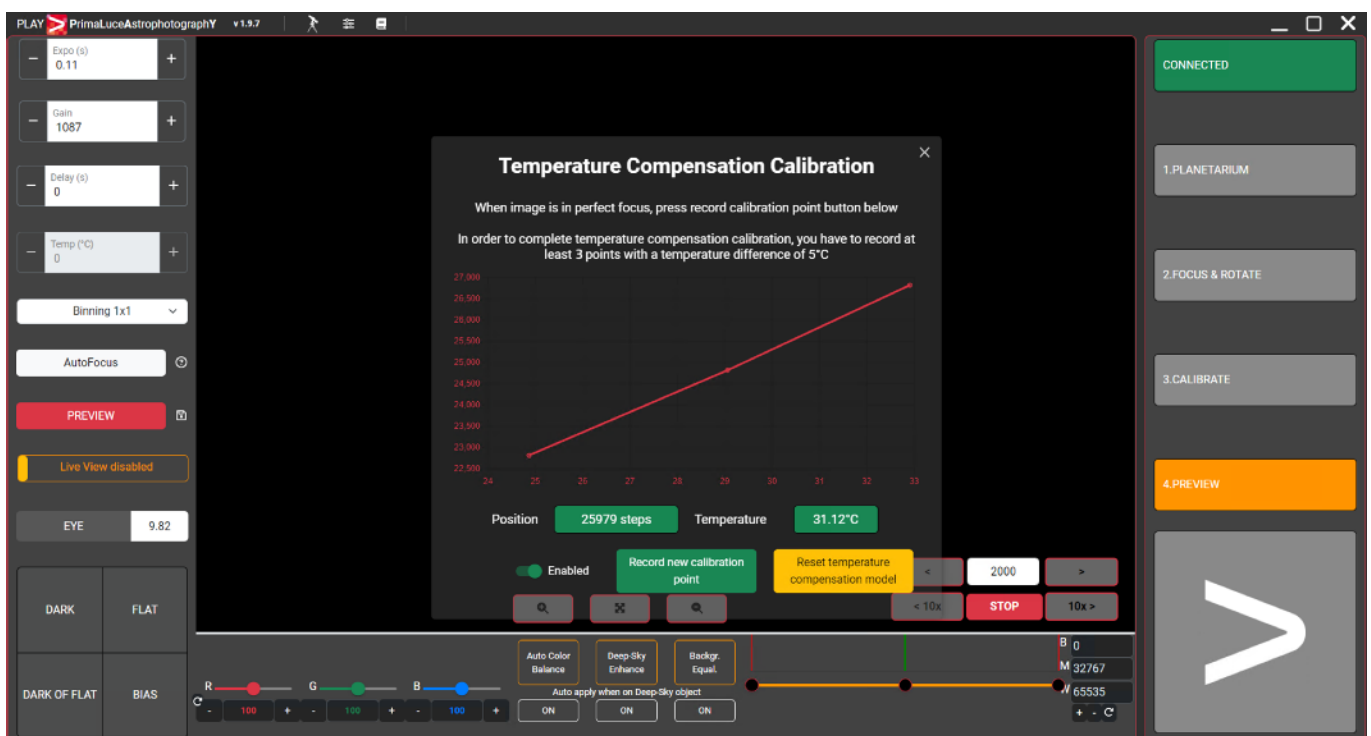 PLAY PrimaLuceAstrophotographY v 1.9.7
Expo (s)
0.11
Gain
1087
Delay (s)
0
Temp (°C)
0
Binning 1x1
AutoFocus
PREVIEW
Live View disabled
EYE 9.82
DARK FLAT
DARK OF FLAT BIAS
Temperature Compensation Calibration
When image is in perfect focus, press record calibration point button below
In order to complete temperature compensation calibration, you have to record at
least 3 points with a temperature difference of 5°C
27,000
26,500
26,000
25,500
25,000
24,500
24,000
23,500
23,000
22,500
24 25 26 27 28 29 30 31 32 33
Position 25979 steps Temperature 31.12°C
Enabled
Record new calibration
point
Reset temperature
compensation model
< 2000 >
< 10x STOP 10x >
R G B
- 100 + - 100 + - 100 +
Auto Color
Balance
Deep-Sky
Enhance
Backgr.
Equal.
Auto apply when on Deep-Sky object
ON ON ON
B 0
M 32767
W 65535
+ -
CONNECTED
1.PLANETARIUM
2.FOCUS & ROTATE
3.CALIBRATE
4.PREVIEW